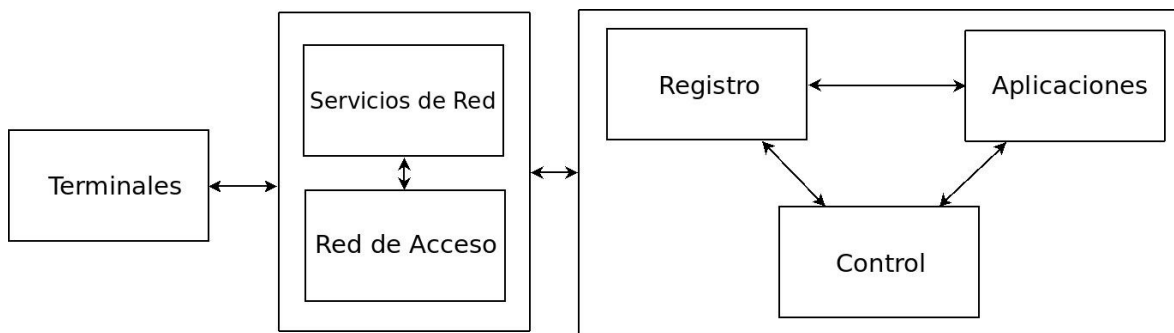 Terminales
Servicios de Red
Red de Acceso
Registro
Aplicaciones
Control